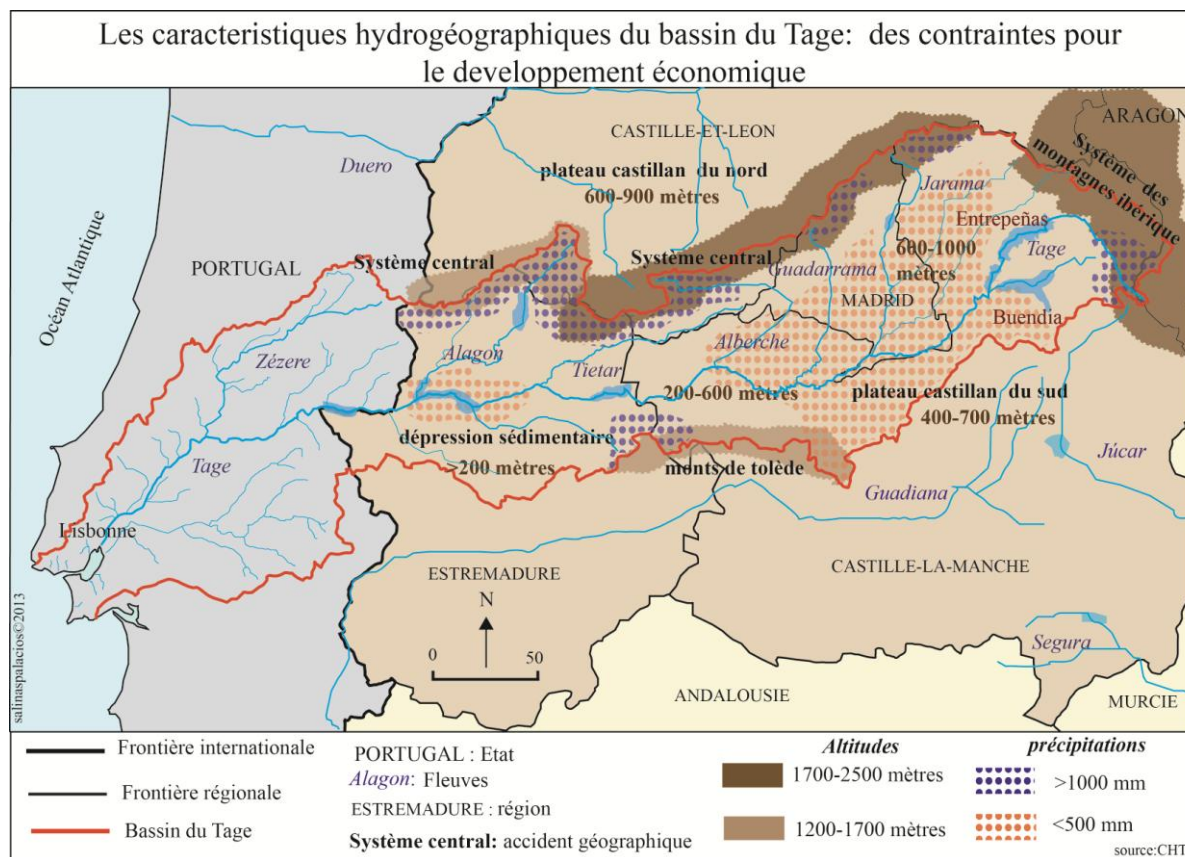 Les caracteristiques hydrogéographiques du bassin du Tage: des contraintes pour
le developpement économique
ARAGON
CASTILLE-ET-LEON
Duero
plateau castillan du nord
600-900 mètres
Système des
montagnes ibérique
Jarama
Entrepeñas
Océan Atlantique
PORTUGAL
Système central
Système central
Guadarrama
600-1000
mètres
Tage
MADRID
Buendia
Zézere
Alagon
Tietar
Alberche
200-600 mètres
plateau castillan du sud
400-700 mètres
dépression sédimentaire
>200 mètres
monts de tolède
Tage
Júcar
Guadiana
Lisbonne
ESTREMADURE
CASTILLE-LA-MANCHE
N
0
50
Segura
ANDALOUSIE
MURCIE
salinaspalacios©2013
Frontière internationale
Frontière régionale
Bassin du Tage
PORTUGAL : Etat
Alagon: Fleuves
ESTREMADURE : région
Système central: accident géographique
Altitudes
1700-2500 mètres
1200-1700 mètres
précipitations
>1000 mm
<500 mm
source:CHT